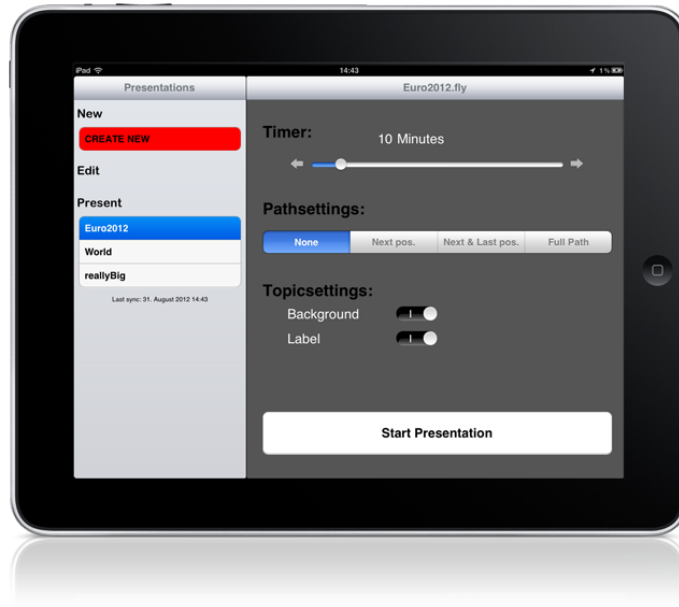 iPad
14:43
1%
Presentations
Euro2012.fly
New
CREATE NEW
Edit
Present
Euro2012
World
reallyBig
Last sync: 31. August 2012 14:43
Timer:
10 Minutes
Pathsettings:
None
Next pos.
Next & Last pos.
Full Path
Topicsettings:
Background
Label
Start Presentation